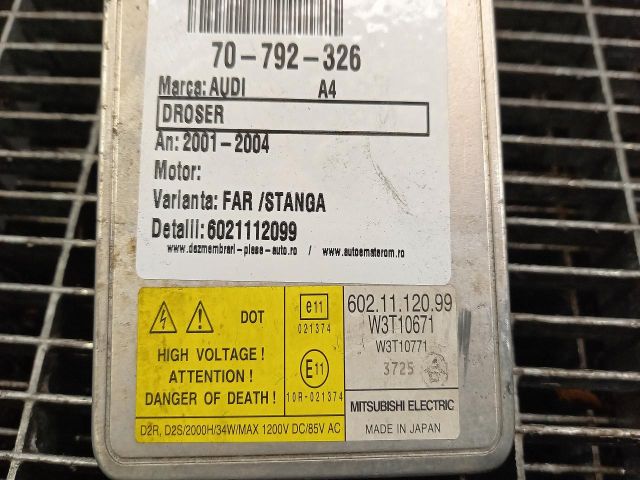 70-792-326
Marca: AUDI A4
DROSER
An: 2001-2004
Motor:
Varianta: FAR /STANGA
Detalii: 6021112099
www.dezmembrari-piese-auto.ro / www.autoematerom.ro
DOT
HIGH VOLTAGE !
ATTENTION !
DANGER OF DEATH !
e11
021374
E11
10R-021374
602.11.120.99
W3T10671
W3T10771
3725
MITSUBISHI ELECTRIC
MADE IN JAPAN
D2R, D2S/2000H/34W/MAX 1200V DC/85V AC